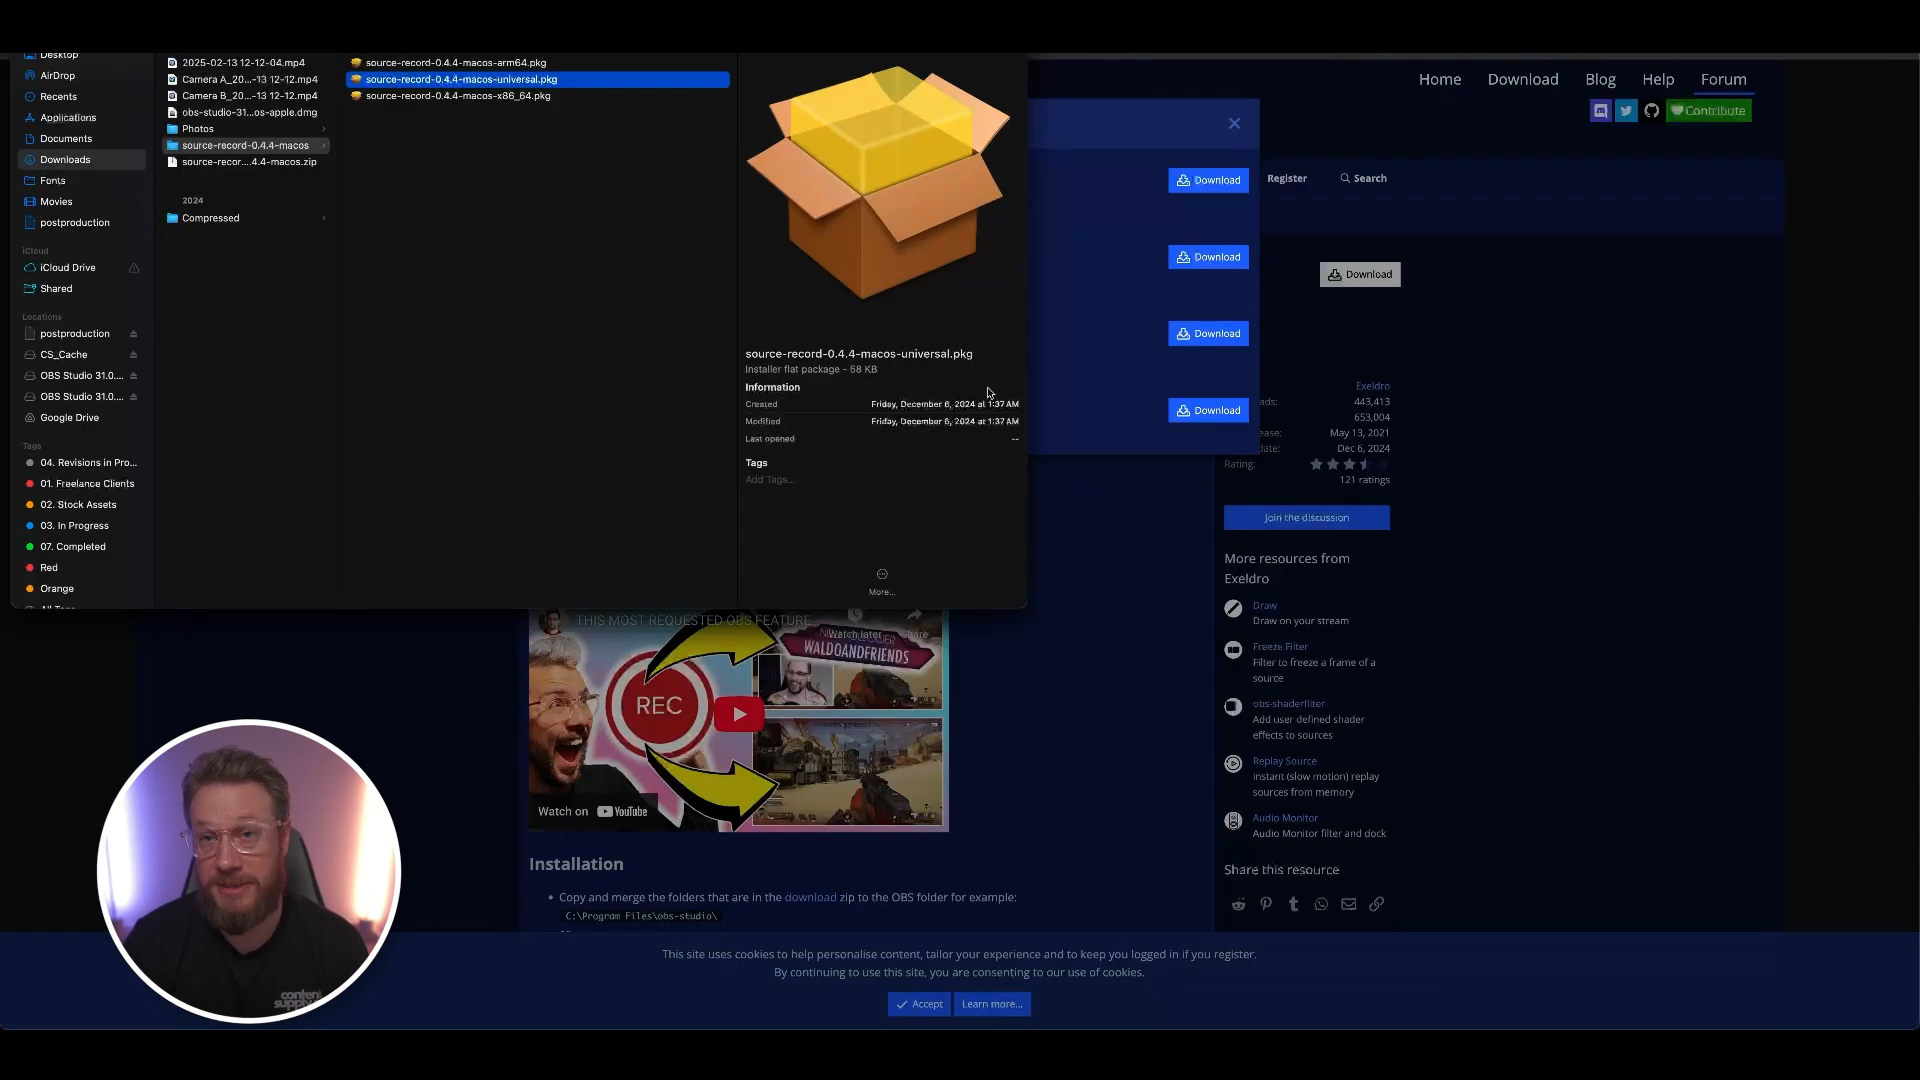 Desktop
AirDrop
Recents
Applications
Documents
Downloads
Fonts
Movies
postproduction
iCloud
iCloud Drive
Shared
Locations
postproduction
CS_Cache
OBS Studio 31.0....
OBS Studio 31.0....
Google Drive
Tags
04. Revisions in Pro...
01. Freelance Clients
02. Stock Assets
03. In Progress
07. Completed
Red
Orange
All Tags
2025-02-13 12-12-04.mp4
Camera A_20...-13 12-12.mp4
Camera B_20...-13 12-12.mp4
obs-studio-31...os-apple.dmg
Photos
source-record-0.4.4-macos
source-recor....4.4-macos.zip
2024
Compressed
source-record-0.4.4-macos-arm64.pkg
source-record-0.4.4-macos-universal.pkg
source-record-0.4.4-macos-x86_64.pkg
source-record-0.4.4-macos-universal.pkg
Installer flat package - 58 KB
Information
Created Friday, December 6, 2024 at 1:37 AM
Modified Friday, December 6, 2024 at 1:37 AM
Last opened --
Tags
Add Tags...
More...
Home Download Blog Help Forum
Contribute
Register Search
Download
Download
Download
Download
Download
Exeldro
ads: 443,413
653,004
ease: May 13, 2021
date: Dec 6, 2024
Rating:
121 ratings
Join the discussion
More resources from
Exeldro
Draw
Draw on your stream
Freeze Filter
Filter to freeze a frame of a
source
obs-shaderfilter
Add user defined shader
effects to sources
Replay Source
instant (slow motion) replay
sources from memory
Audio Monitor
Audio Monitor filter and dock
Share this resource
THIS MOST REQUESTED OBS FEATURE
Watch later Share
WALDOANDFRIENDS
REC
Watch on YouTube
Installation
• Copy and merge the folders that are in the download zip to the OBS folder for example:
C:\Program Files\obs-studio\
This site uses cookies to help personalise content, tailor your experience and to keep you logged in if you register.
By continuing to use this site, you are consenting to our use of cookies.
Accept Learn more...
content
supply